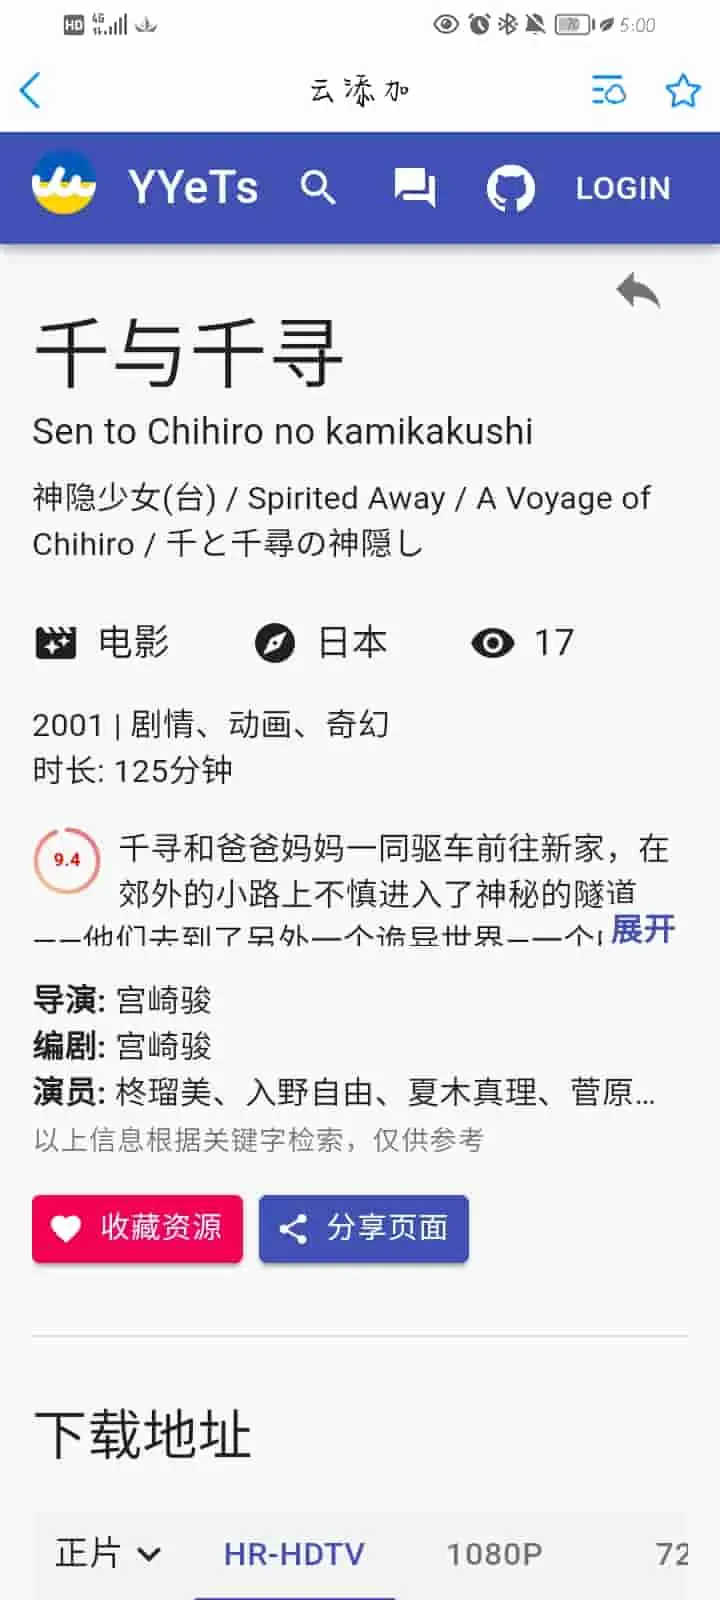 HD 4G 70 5:00
云添加
YYeTs LOGIN
千与千寻
Sen to Chihiro no kamikakushi
神隐少女(台) / Spirited Away / A Voyage of
Chihiro / 千と千尋の神隠し
电影 日本 17
2001 | 剧情、动画、奇幻
时长: 125分钟
9.4 千寻和爸爸妈妈一同驱车前往新家，在
郊外的小路上不慎进入了神秘的隧道
——他们去到了另外一个诡异世界—一个 展开
导演: 宫崎骏
编剧: 宫崎骏
演员: 柊瑠美、入野自由、夏木真理、菅原...
以上信息根据关键字检索，仅供参考
收藏资源 分享页面
下载地址
正片 HR-HDTV 1080P 72